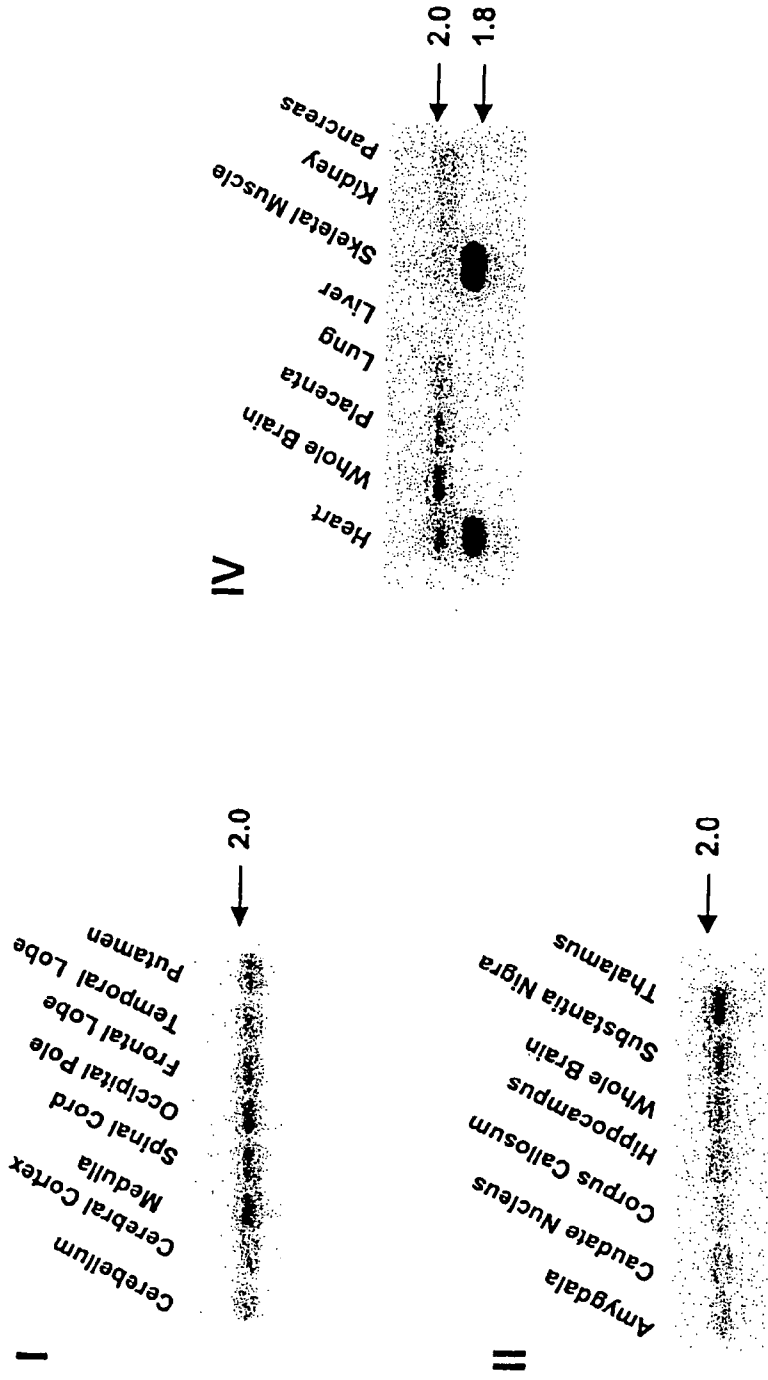 I
Cerebellum
Cerebral Cortex
Medulla
Spinal Cord
Occipital Pole
Frontal Lobe
Temporal Lobe
Putamen
2.0
II
Amygdala
Caudate Nucleus
Corpus Callosum
Hippocampus
Whole Brain
Substantia Nigra
Thalamus
2.0
IV
Heart
Whole Brain
Placenta
Lung
Liver
Skeletal Muscle
Kidney
Pancreas
2.0
1.8